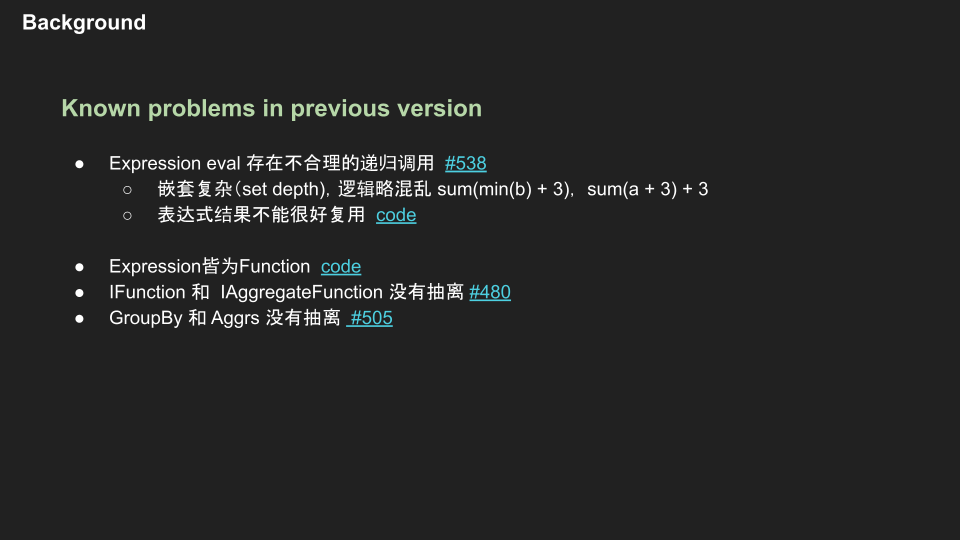 Background
Known problems in previous version
● Expression eval 存在不合理的递归调用 #538
○ 嵌套复杂（set depth），逻辑略混乱 sum(min(b) + 3)， sum(a + 3) + 3
○ 表达式结果不能很好复用 code
● Expression皆为Function code
● IFunction 和 IAggregateFunction 没有抽离 #480
● GroupBy 和 Aggrs 没有抽离 #505